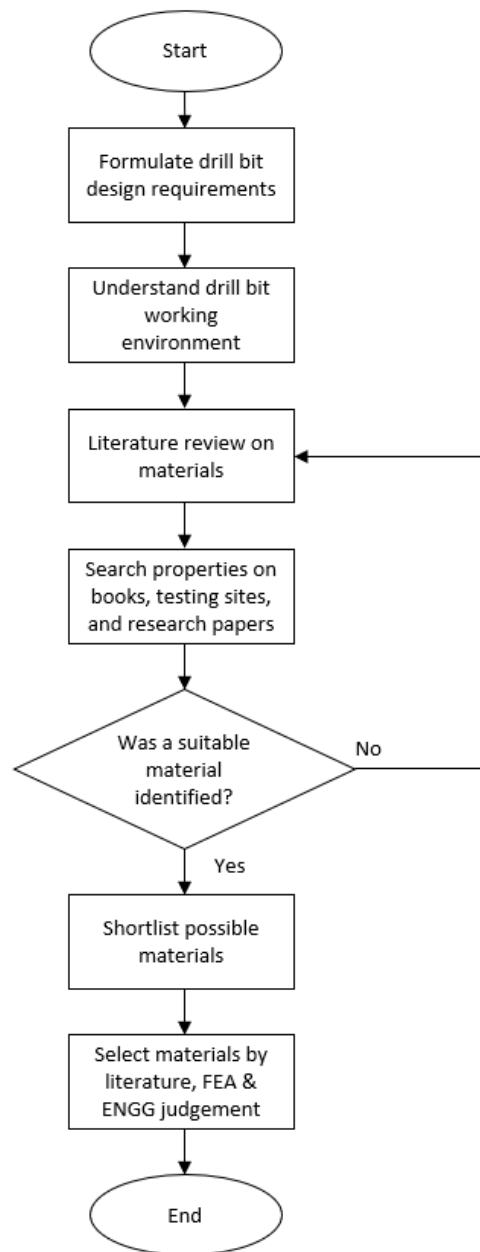 Start
Formulate drill bit
design requirements
Understand drill bit
working
environment
Literature review on
materials
Search properties on
books, testing sites,
and research papers
Was a suitable
material
identified?
No
Yes
Shortlist possible
materials
Select materials by
literature, FEA &
ENGG judgement
End